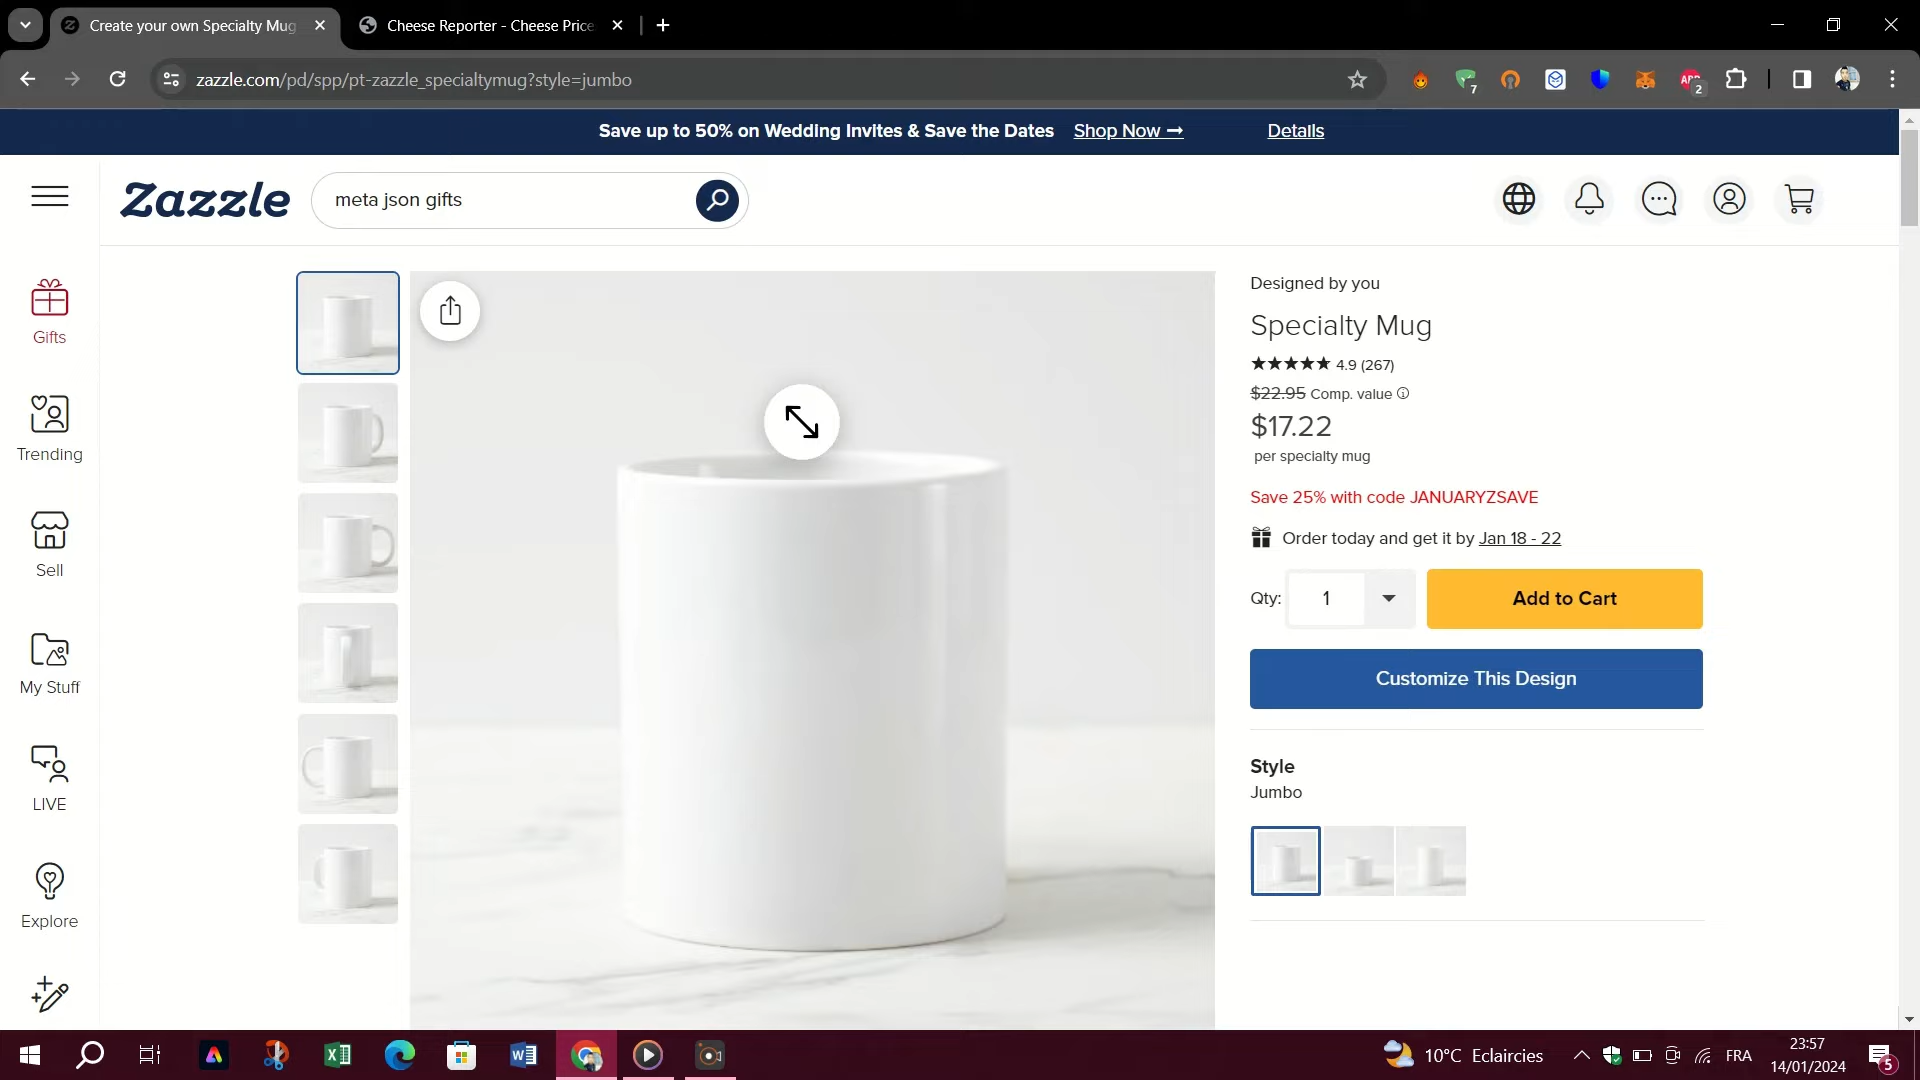 Create your own Specialty Mug
Cheese Reporter - Cheese Price
zazzle.com/pd/spp/pt-zazzle_specialtymug?style=jumbo
7
ABP
2
Save up to 50% on Wedding Invites & Save the Dates Shop Now → Details
Zazzle
meta json gifts
Gifts
Trending
Sell
My Stuff
LIVE
Explore
Designed by you
Specialty Mug
★★★★★ 4.9 (267)
$22.95 Comp. value
$17.22
per specialty mug
Save 25% with code JANUARYZSAVE
Order today and get it by Jan 18 - 22
Qty: 1
Add to Cart
Customize This Design
Style
Jumbo
10°C Eclaircies
FRA
23:57
14/01/2024
5